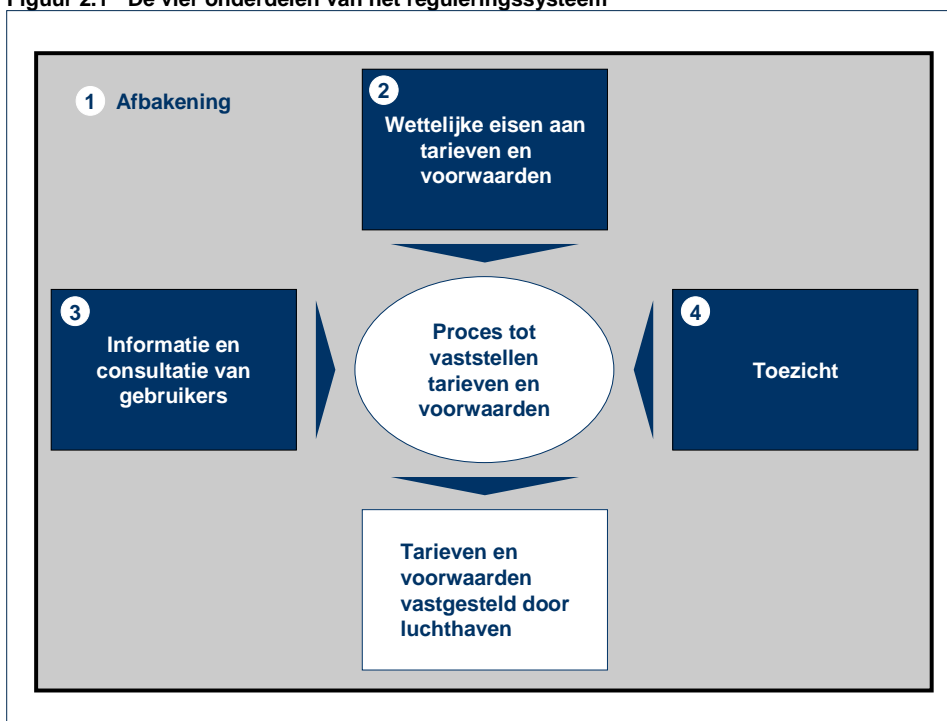 Figuur 2.1 De vier onderdelen van het reguleringssysteem
1 Afbakening
2
Wettelijke eisen aan
tarieven en
voorwaarden
3
Informatie en
consultatie van
gebruikers
Proces tot
vaststellen
tarieven en
voorwaarden
4
Toezicht
Tarieven en
voorwaarden
vastgesteld door
luchthaven